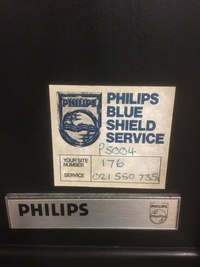 PHILIPS
PHILIPS
BLUE
SHIELD
SERVICE
P5004
YOUR SITE
NUMBER
176
SERVICE
021 550 735
PHILIPS
PHILIPS